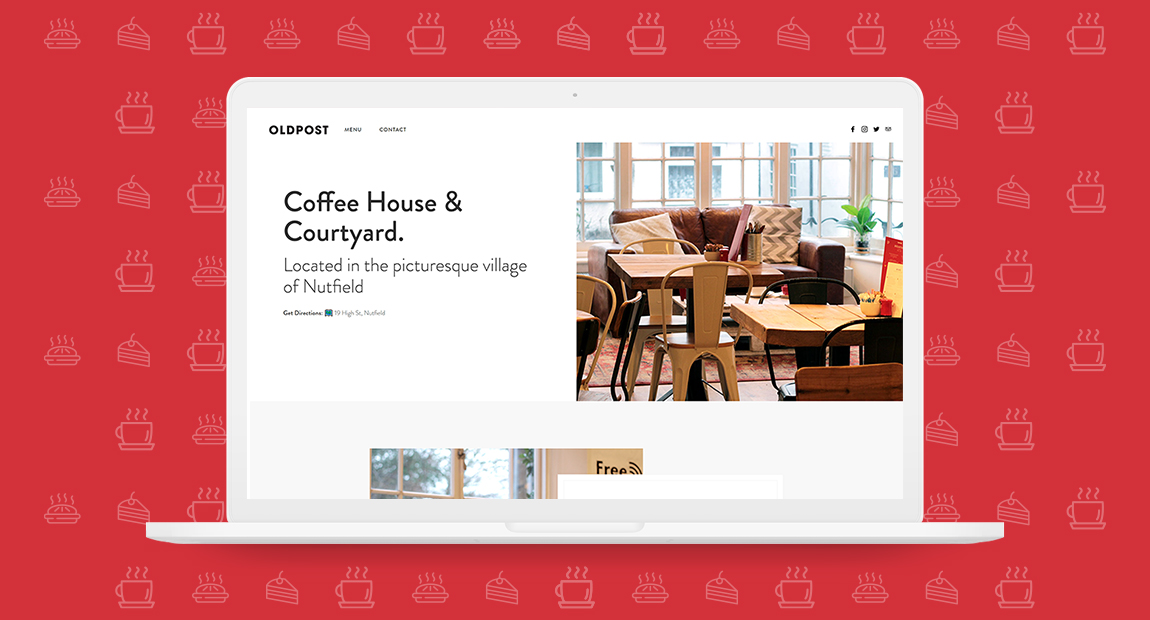 OLDPOST MENU CONTACT
Coffee House &
Courtyard.
Located in the picturesque village
of Nutfield
Get Directions: 19 High St, Nutfield
Free